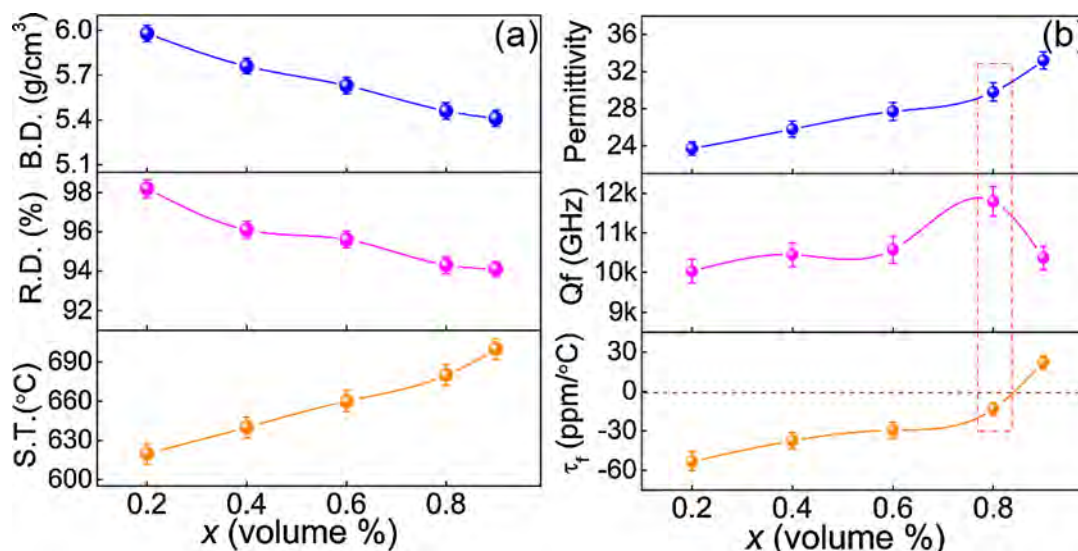 (a)
B.D. (g/cm³)
6.0
5.7
5.4
5.1
R.D. (%)
98
96
94
92
S.T.(°C)
690
660
630
600
0.2 0.4 0.6 0.8
x (volume %)
(b)
Permittivity
36
32
28
24
Qf (GHz)
12k
11k
10k
9k
τf (ppm/°C)
30
0
-30
-60
0.2 0.4 0.6 0.8
x (volume %)